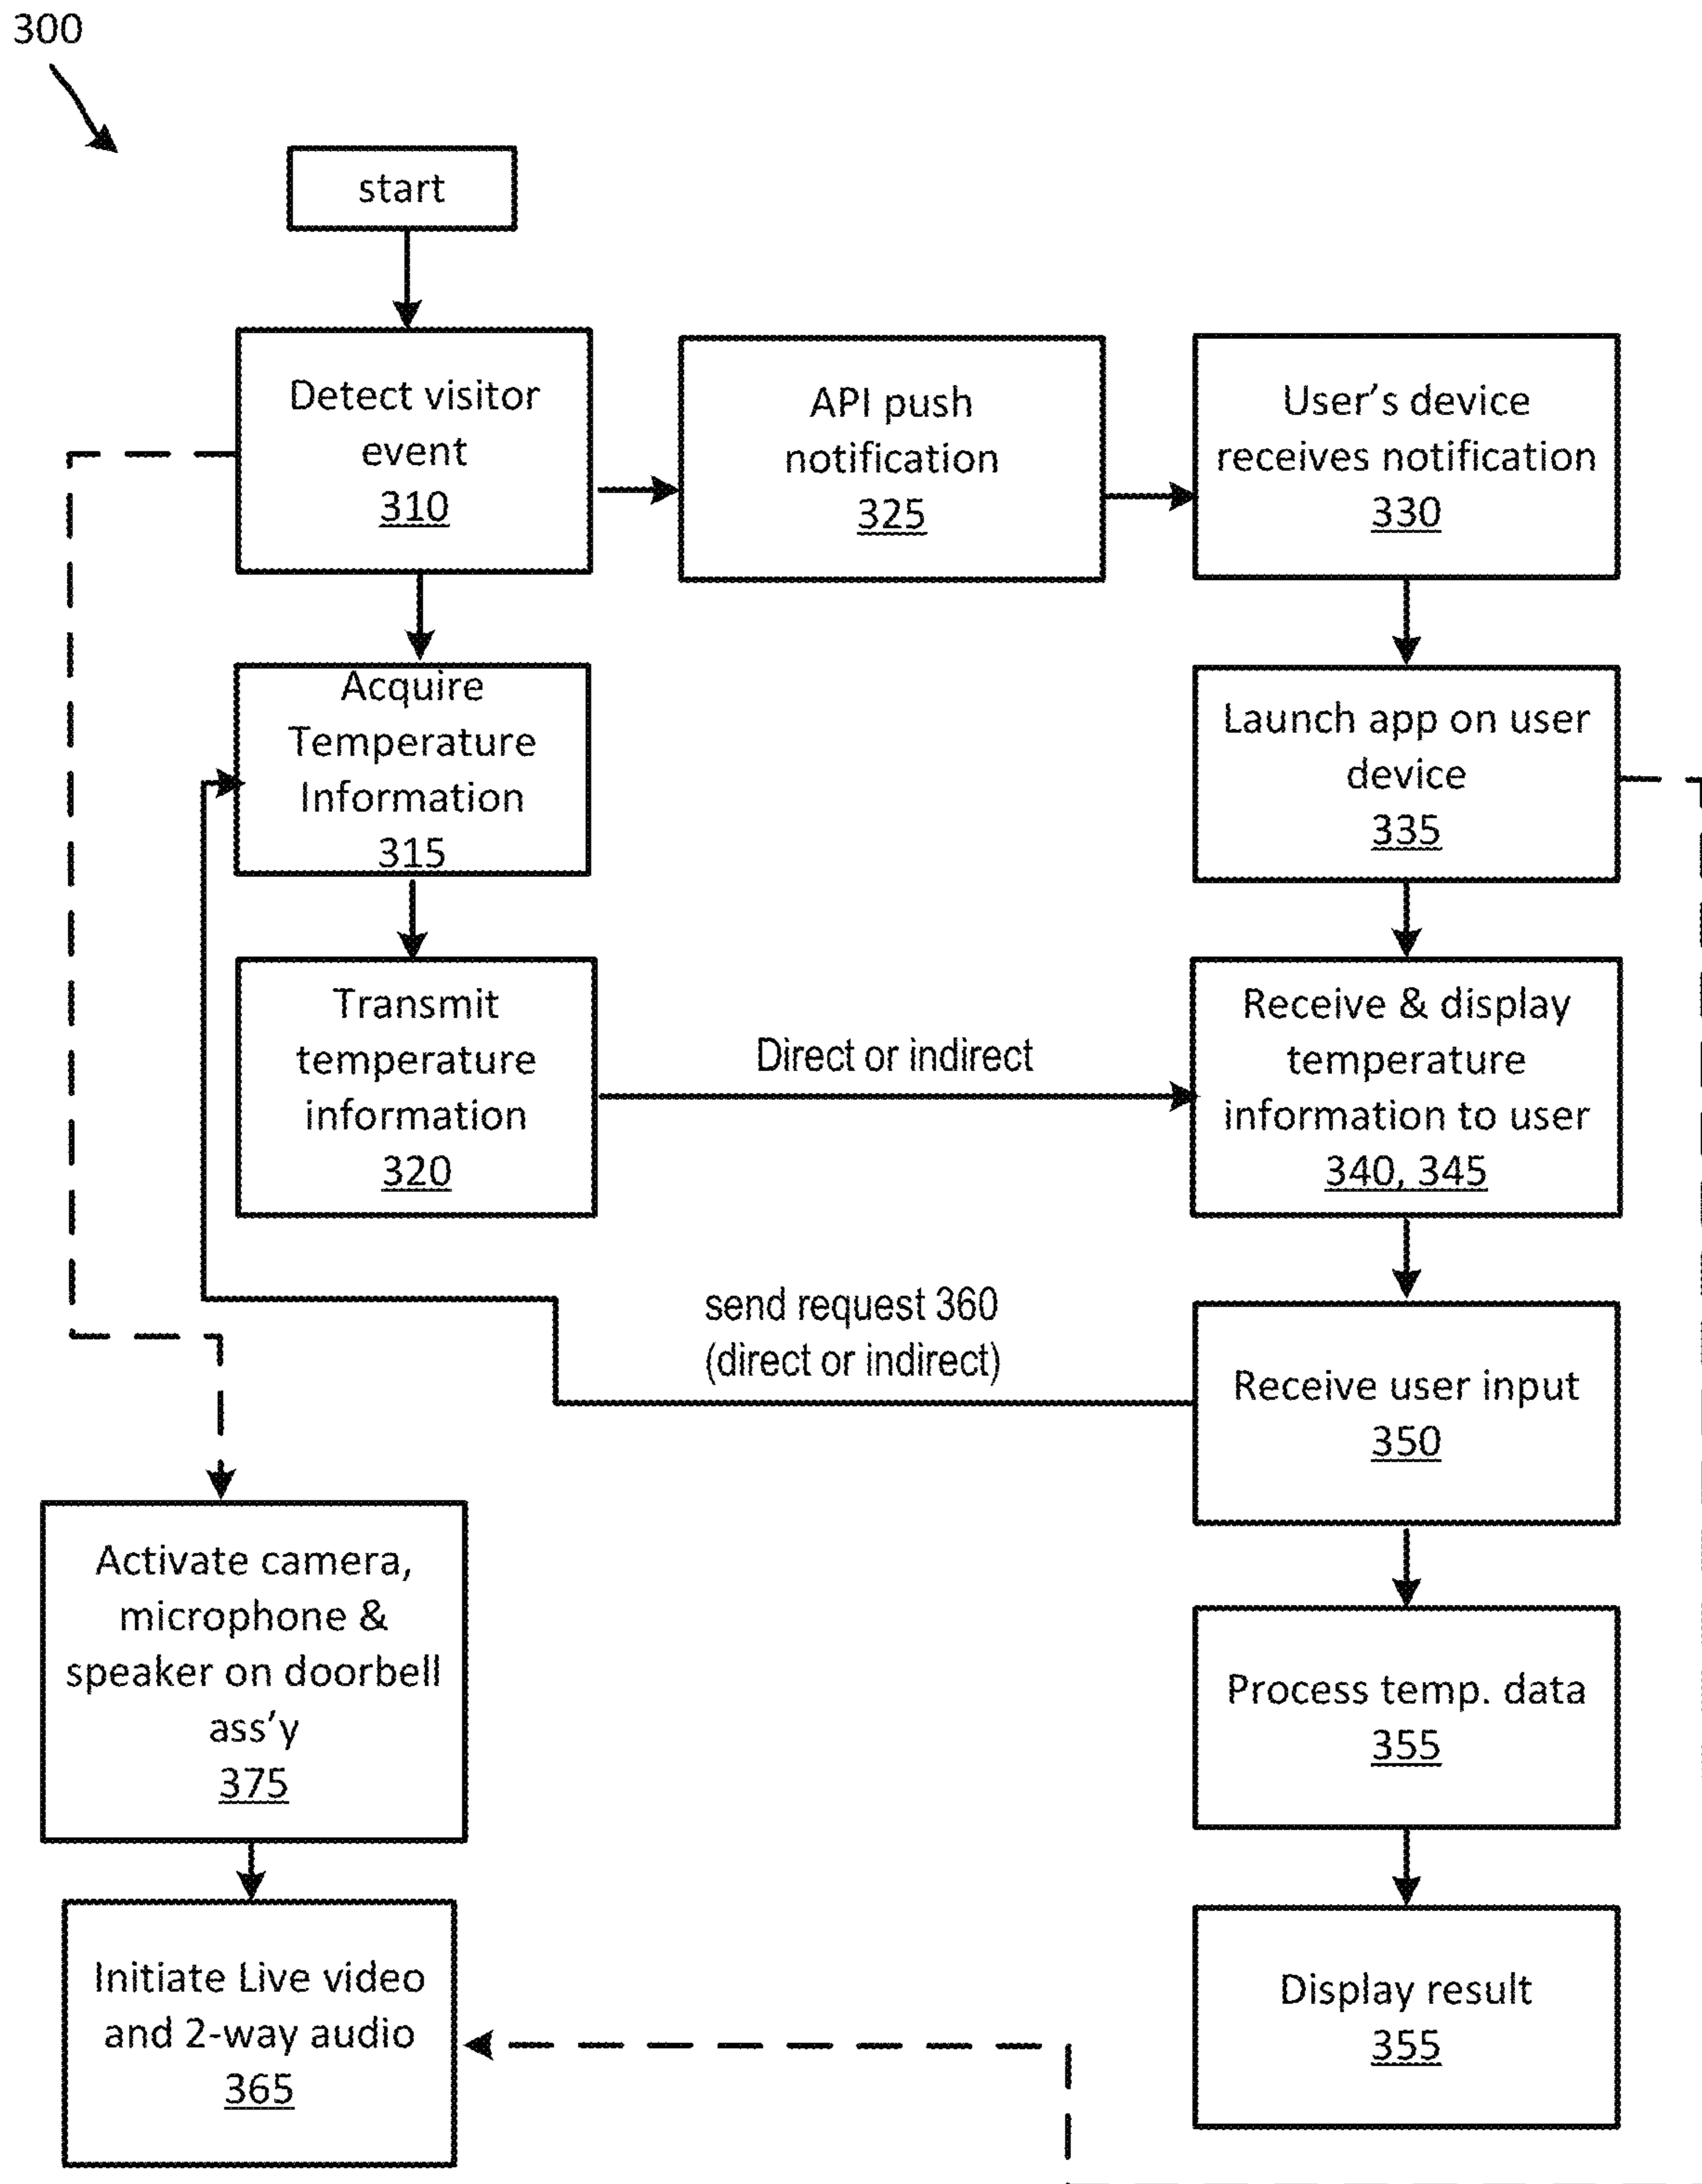 300
start
Detect visitor
event
310
API push
notification
325
User's device
receives notification
330
Acquire
Temperature
Information
315
Launch app on user
device
335
Transmit
temperature
information
320
Direct or indirect
Receive & display
temperature
information to user
340, 345
send request 360
(direct or indirect)
Receive user input
350
Activate camera,
microphone &
speaker on doorbell
ass'y
375
Process temp. data
355
Initiate Live video
and 2-way audio
365
Display result
355